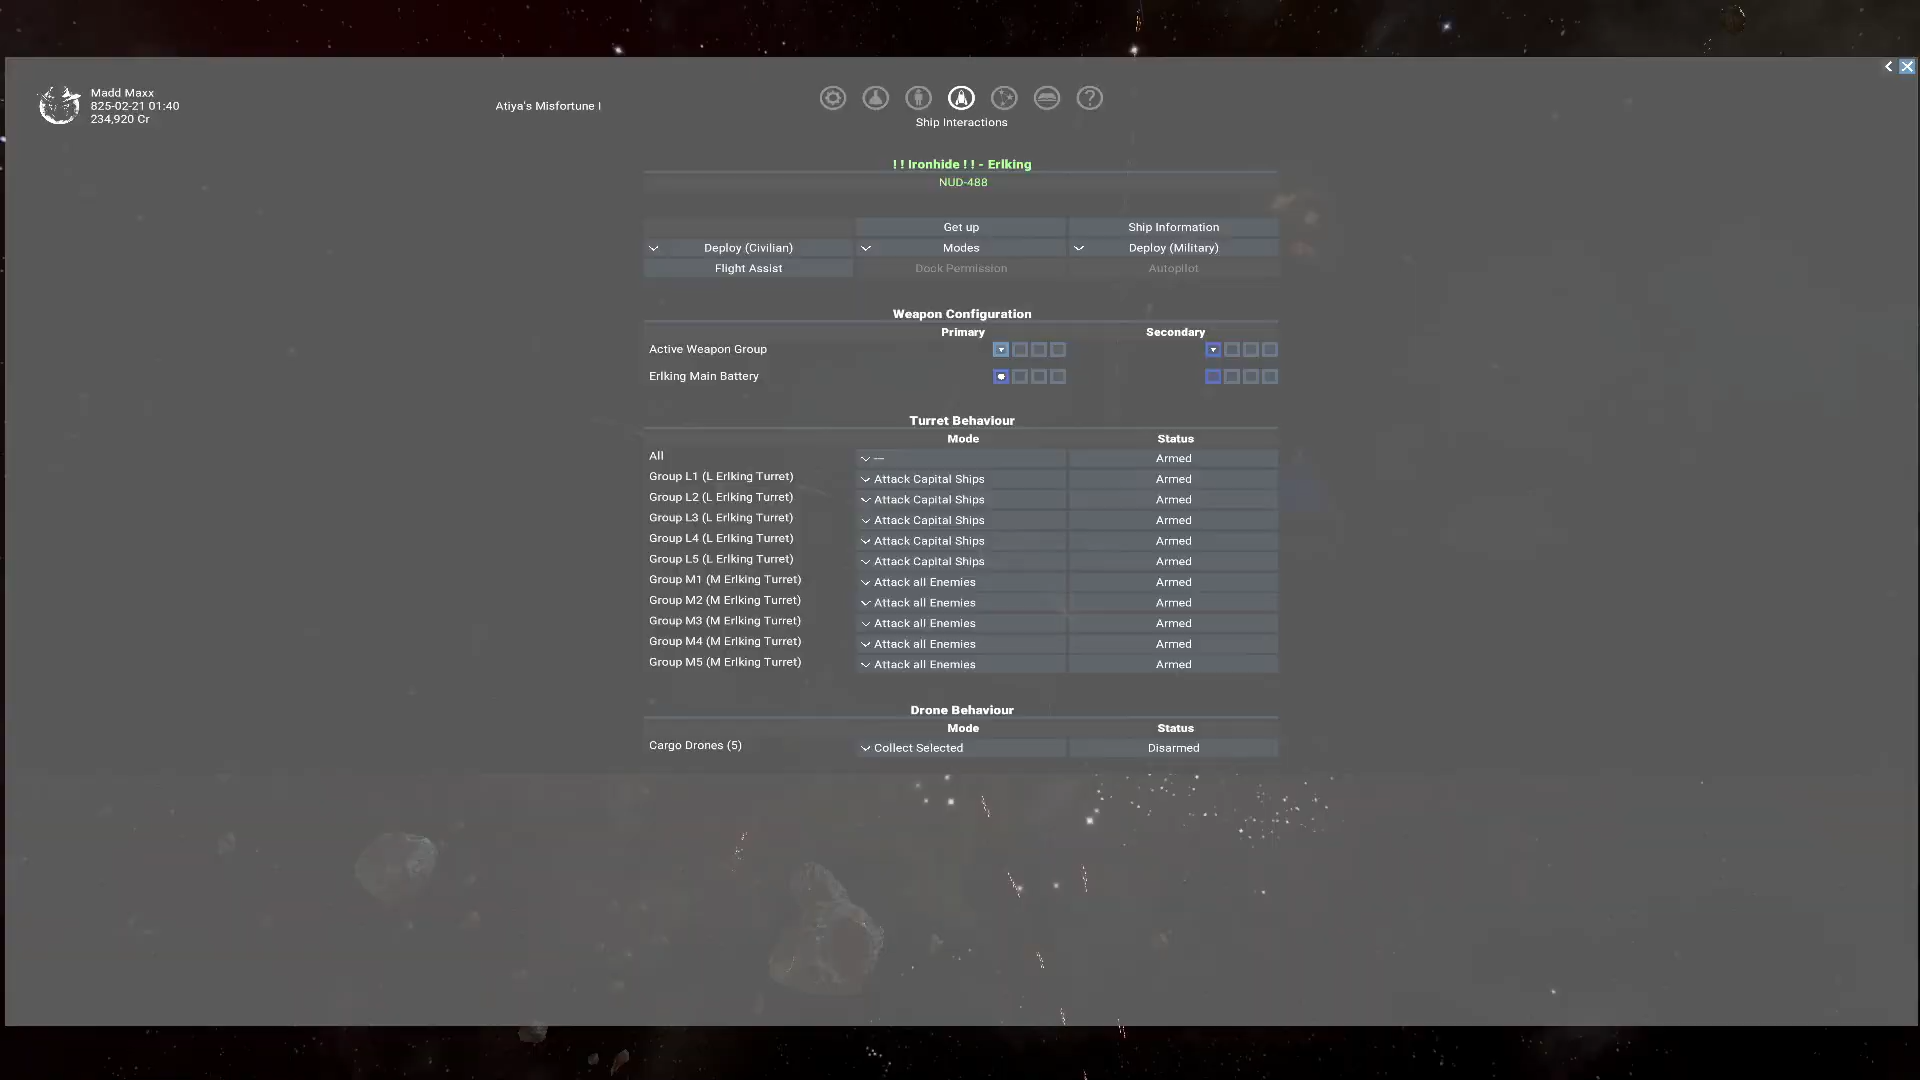 Madd Maxx
825-02-21 01:40
234,920 Cr
Atiya's Misfortune I
Ship Interactions
! ! Ironhide ! ! - Erlking
NUD-488
Get up
Ship Information
Deploy (Civilian)
Modes
Deploy (Military)
Flight Assist
Dock Permission
Autopilot
Weapon Configuration
Primary
Secondary
Active Weapon Group
Erlking Main Battery
Turret Behaviour
Mode
Status
All
---
Armed
Group L1 (L Erlking Turret)
Attack Capital Ships
Armed
Group L2 (L Erlking Turret)
Attack Capital Ships
Armed
Group L3 (L Erlking Turret)
Attack Capital Ships
Armed
Group L4 (L Erlking Turret)
Attack Capital Ships
Armed
Group L5 (L Erlking Turret)
Attack Capital Ships
Armed
Group M1 (M Erlking Turret)
Attack all Enemies
Armed
Group M2 (M Erlking Turret)
Attack all Enemies
Armed
Group M3 (M Erlking Turret)
Attack all Enemies
Armed
Group M4 (M Erlking Turret)
Attack all Enemies
Armed
Group M5 (M Erlking Turret)
Attack all Enemies
Armed
Drone Behaviour
Mode
Status
Cargo Drones (5)
Collect Selected
Disarmed